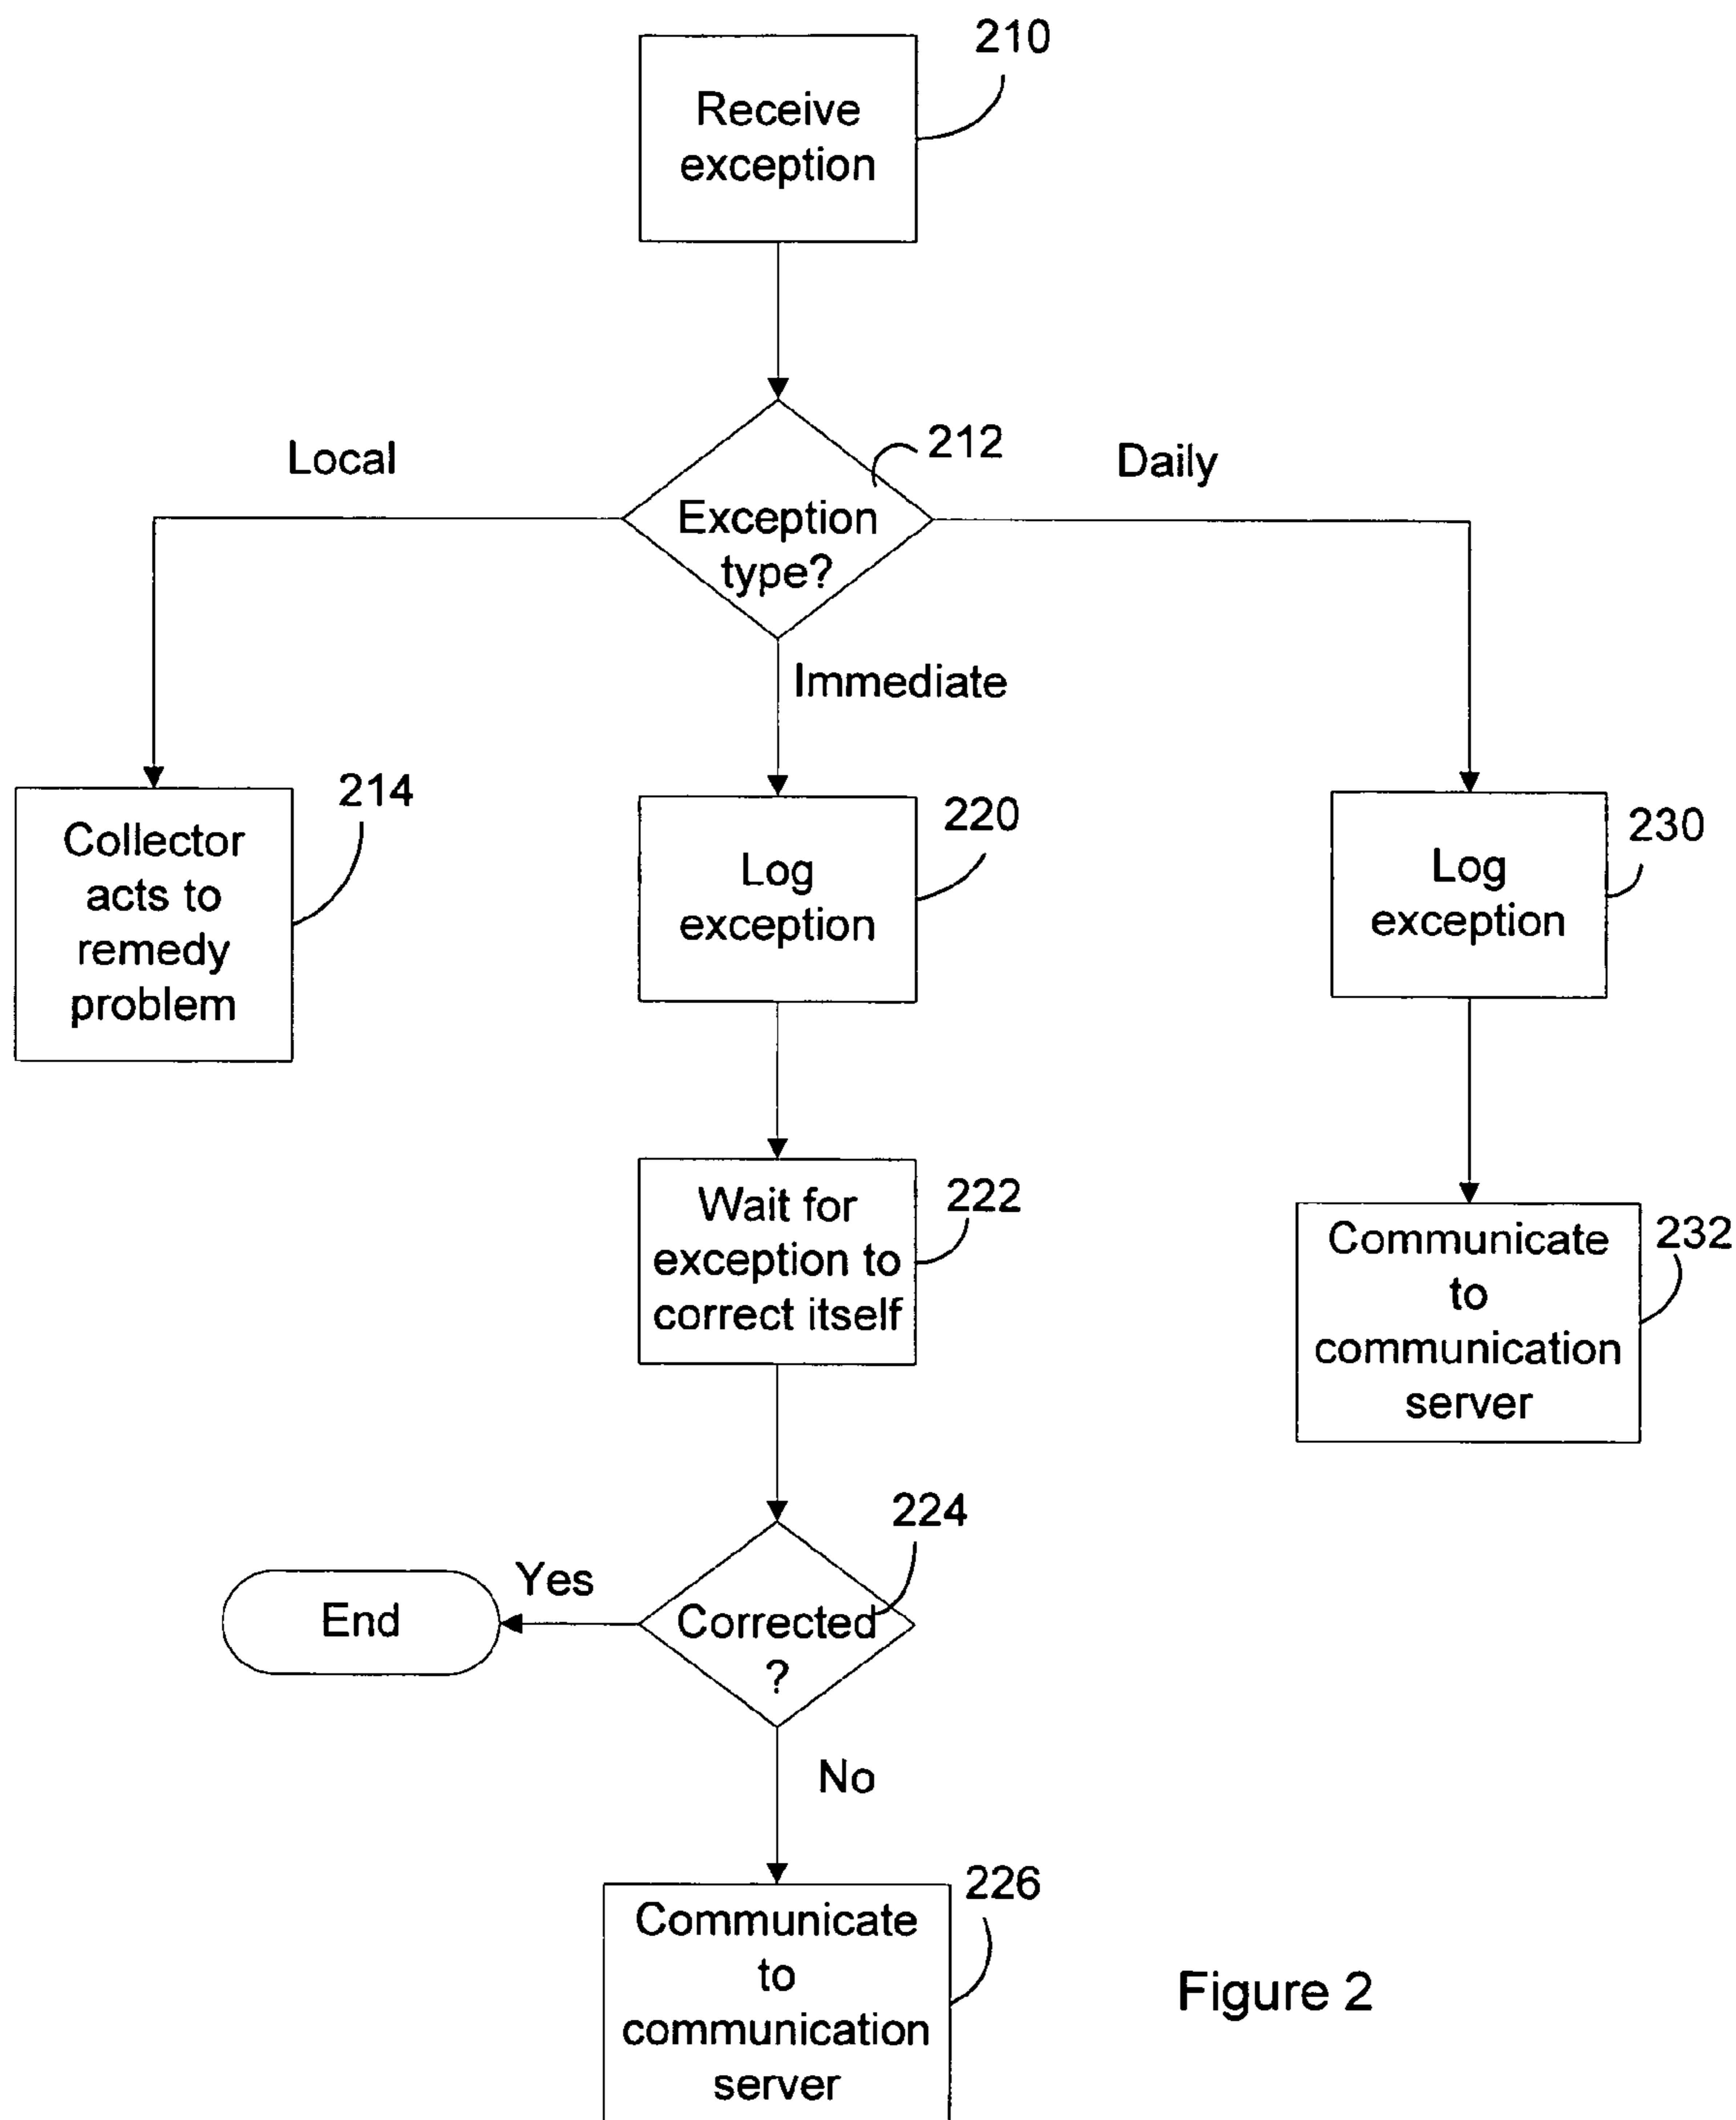 210
Receive
exception
212
Local
Daily
Exception
type?
Immediate
214
Collector
acts to
remedy
problem
220
Log
exception
230
Log
exception
222
Wait for
exception to
correct itself
232
Communicate
to
communication
server
224
Yes
End
Corrected
?
No
226
Communicate
to
communication
server
Figure 2